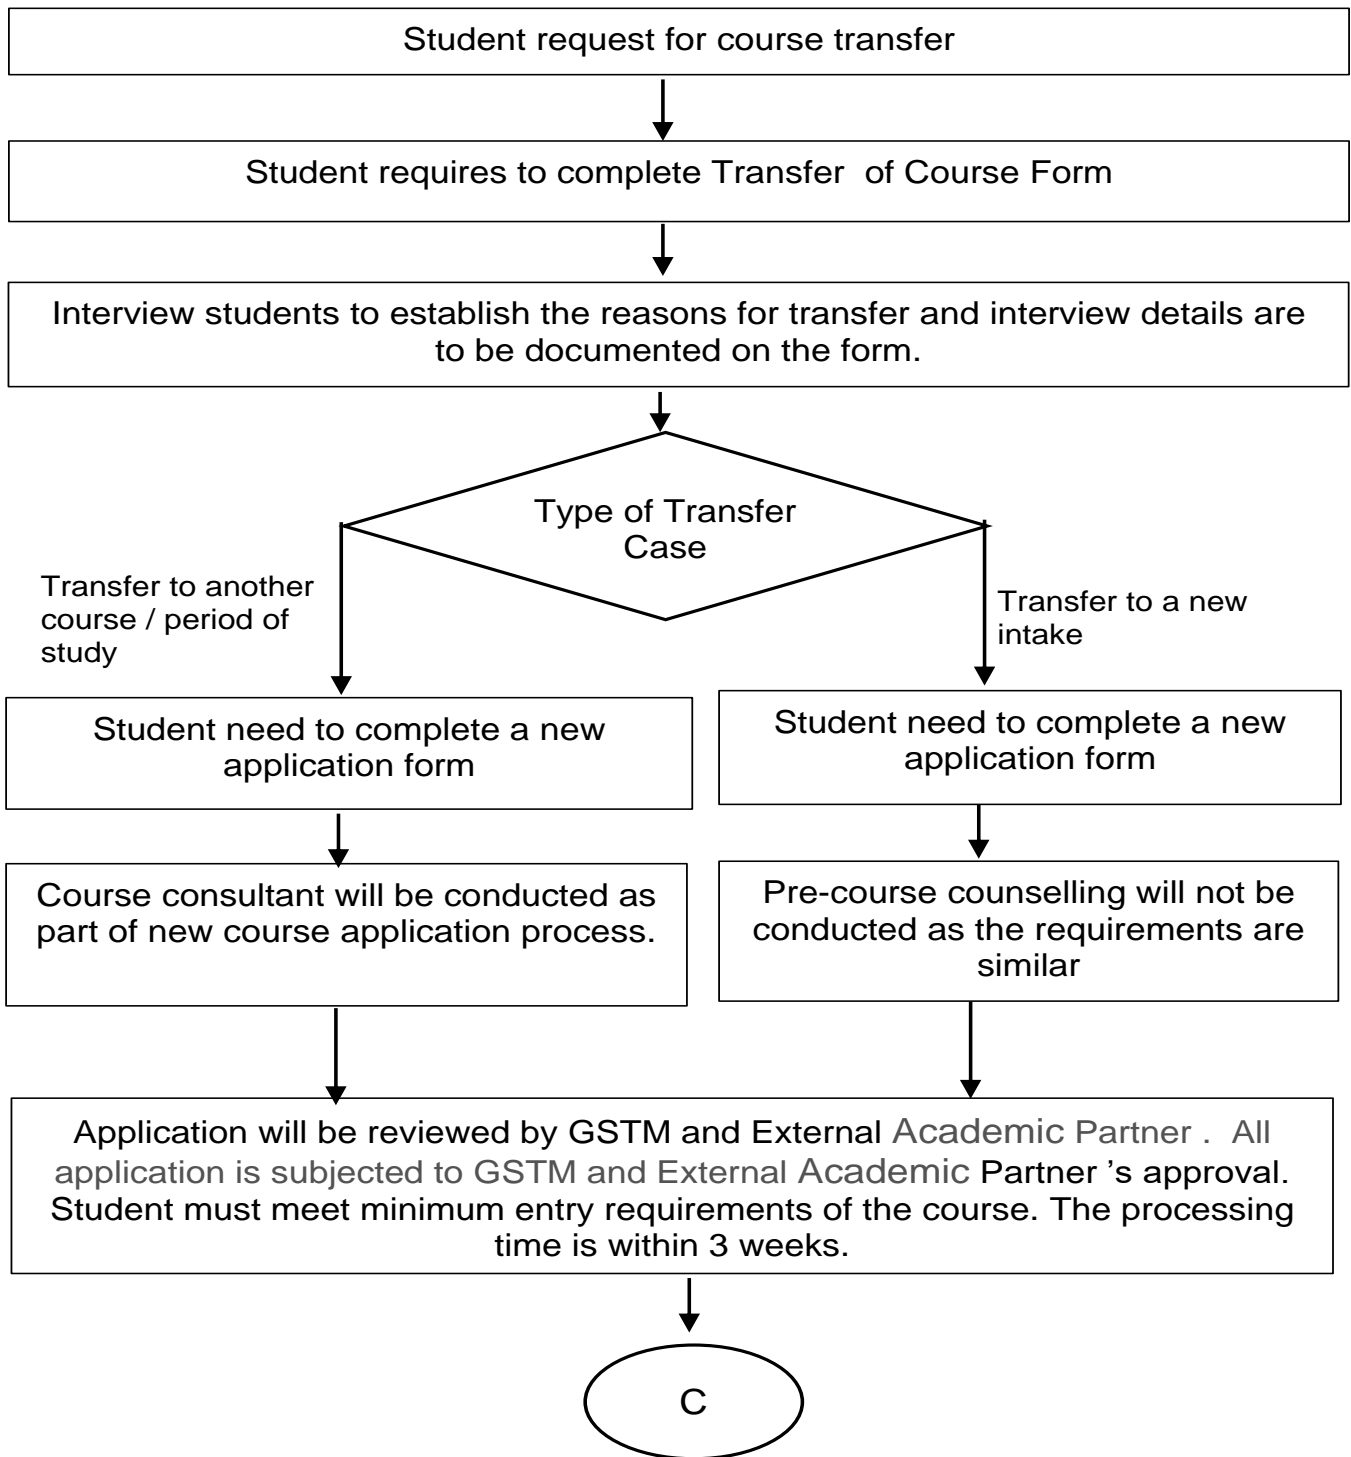 Student request for course transfer
Student requires to complete Transfer of Course Form
Interview students to establish the reasons for transfer and interview details are
to be documented on the form.
Type of Transfer
Case
Transfer to another
course / period of
study
Transfer to a new
intake
Student need to complete a new
application form
Student need to complete a new
application form
Course consultant will be conducted as
part of new course application process.
Pre-course counselling will not be
conducted as the requirements are
similar
Application will be reviewed by GSTM and External Academic Partner . All
application is subjected to GSTM and External Academic Partner ’s approval.
Student must meet minimum entry requirements of the course. The processing
time is within 3 weeks.
C